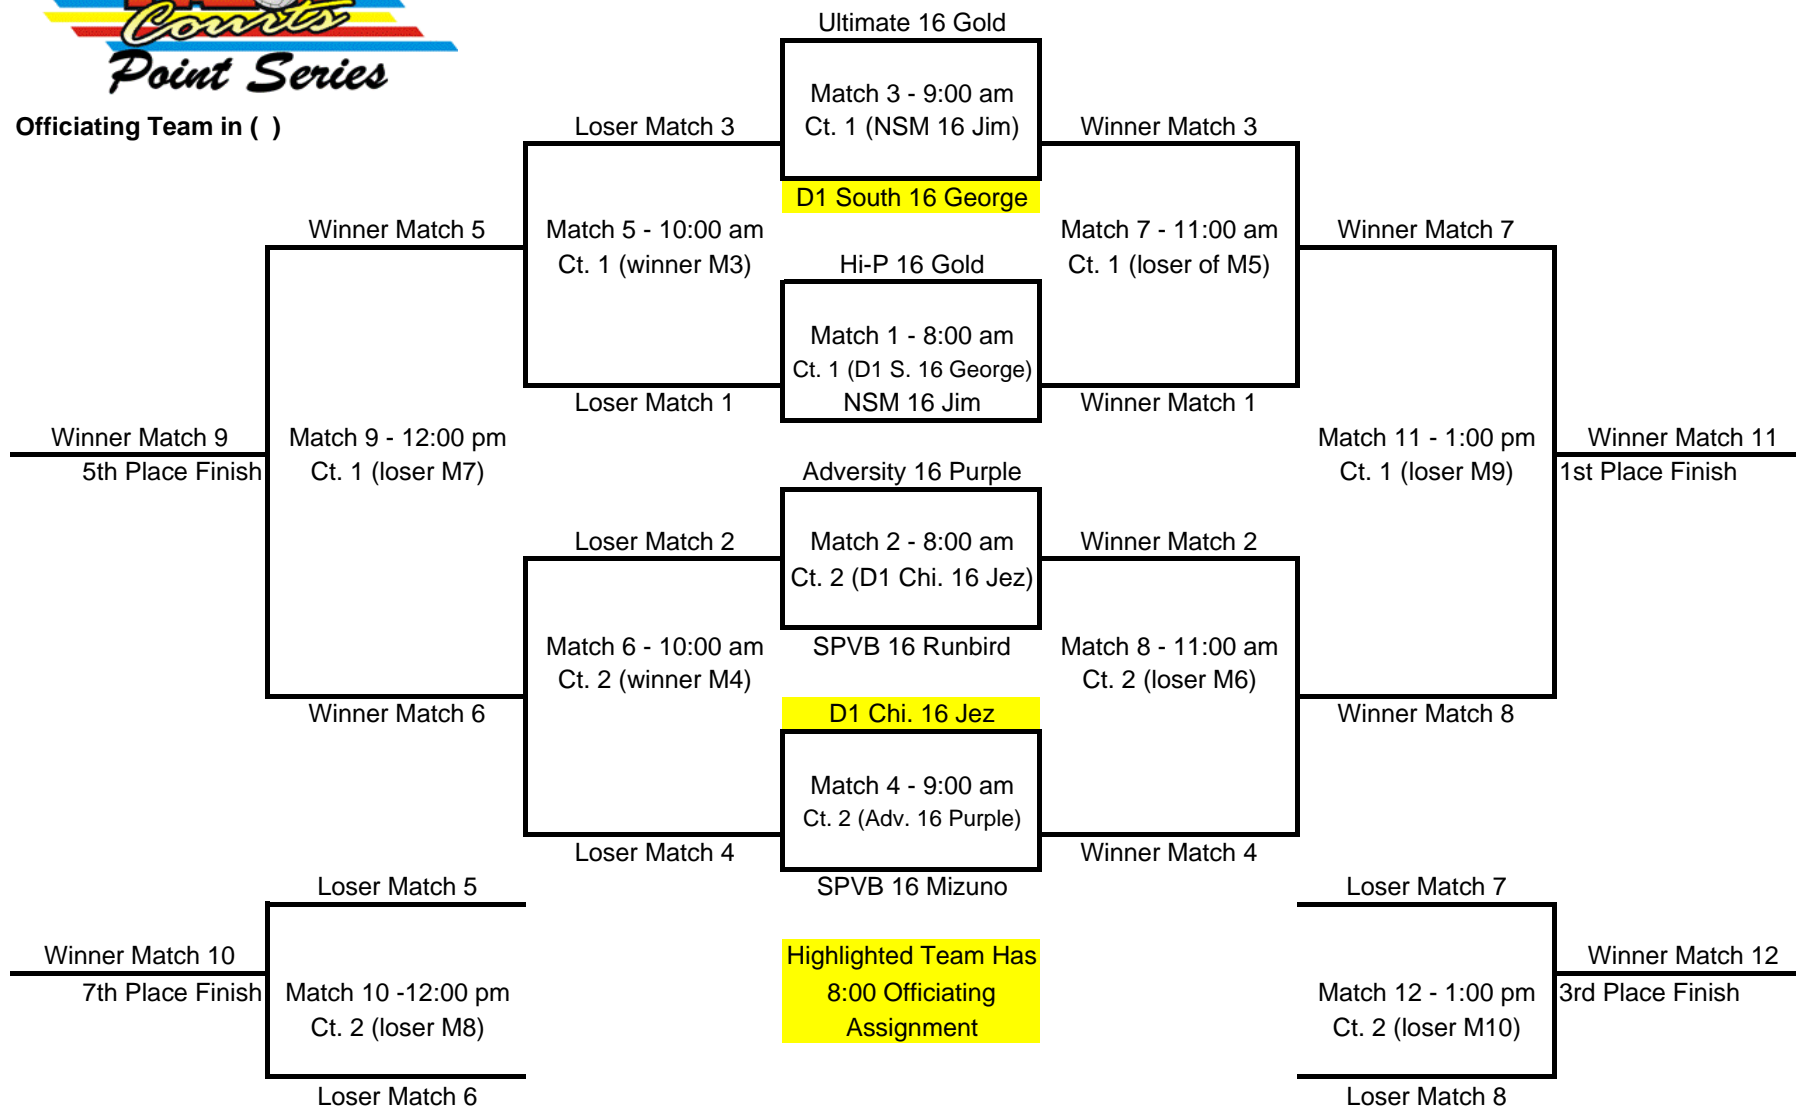 Courts
Point Series
Officiating Team in ( )
Ultimate 16 Gold
Match 3 - 9:00 am
Ct. 1 (NSM 16 Jim)
Loser Match 3
Winner Match 3
D1 South 16 George
Winner Match 5
Match 5 - 10:00 am
Ct. 1 (winner M3)
Match 7 - 11:00 am
Ct. 1 (loser of M5)
Winner Match 7
Hi-P 16 Gold
Match 1 - 8:00 am
Ct. 1 (D1 S. 16 George)
NSM 16 Jim
Loser Match 1
Winner Match 1
Winner Match 9
5th Place Finish
Match 9 - 12:00 pm
Ct. 1 (loser M7)
Match 11 - 1:00 pm
Ct. 1 (loser M9)
Winner Match 11
1st Place Finish
Adversity 16 Purple
Loser Match 2
Match 2 - 8:00 am
Ct. 2 (D1 Chi. 16 Jez)
Winner Match 2
SPVB 16 Runbird
Match 6 - 10:00 am
Ct. 2 (winner M4)
Match 8 - 11:00 am
Ct. 2 (loser M6)
Winner Match 6
D1 Chi. 16 Jez
Winner Match 8
Match 4 - 9:00 am
Ct. 2 (Adv. 16 Purple)
Loser Match 4
Winner Match 4
SPVB 16 Mizuno
Loser Match 5
Loser Match 7
Winner Match 10
7th Place Finish
Match 10 -12:00 pm
Ct. 2 (loser M8)
Loser Match 6
Highlighted Team Has
8:00 Officiating
Assignment
Match 12 - 1:00 pm
Ct. 2 (loser M10)
Winner Match 12
3rd Place Finish
Loser Match 8